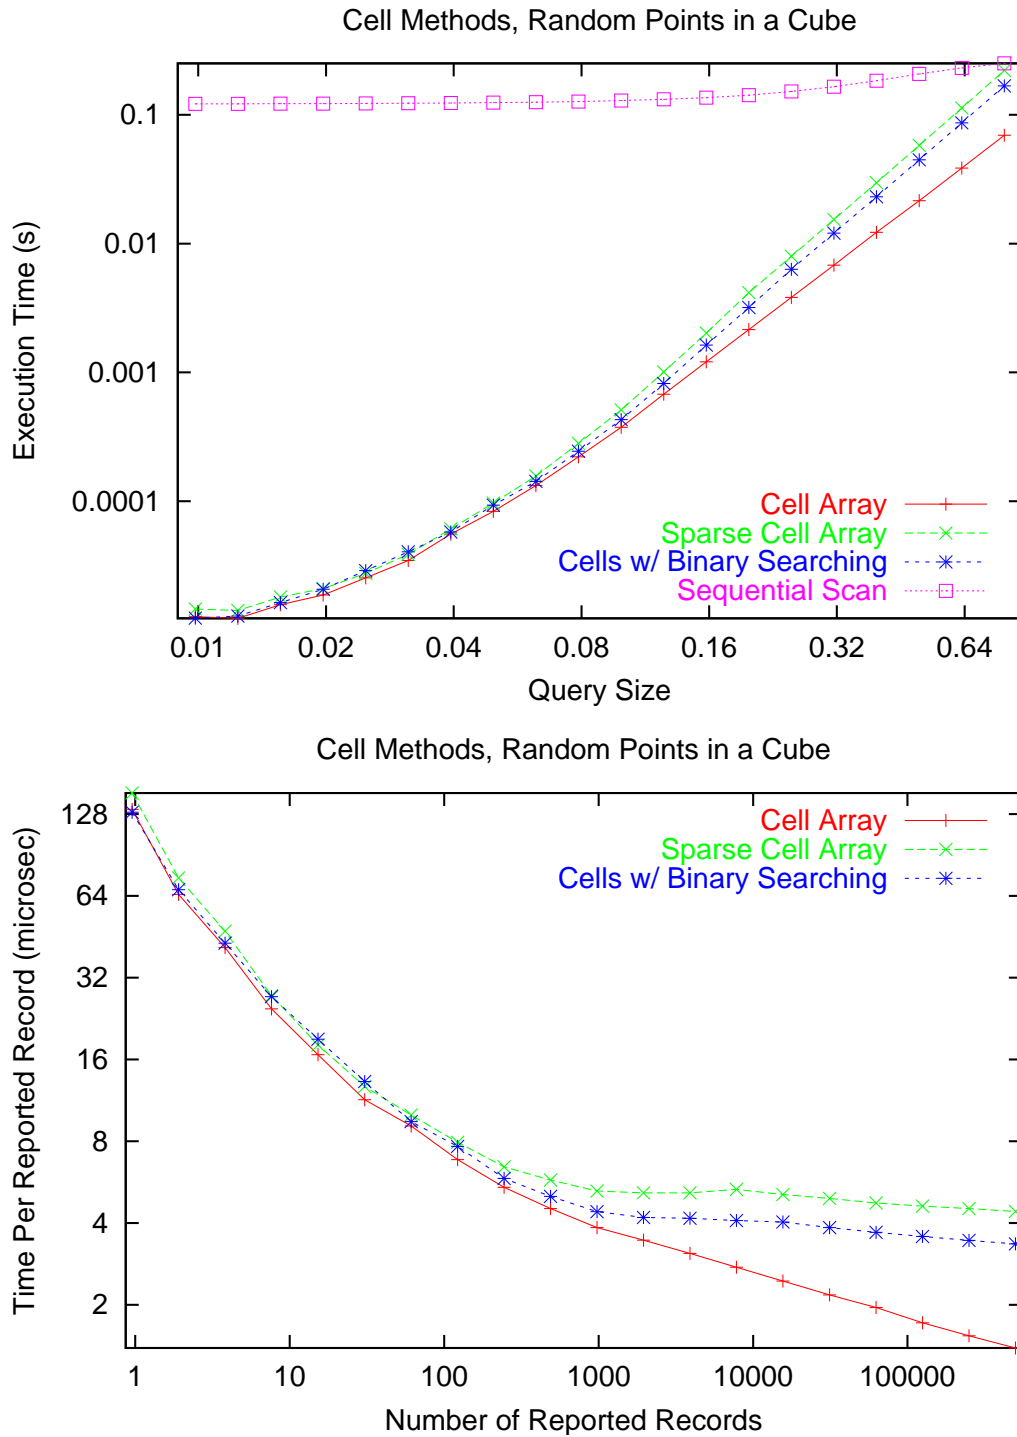 Cell Methods, Random Points in a Cube
0.1
0.01
0.001
0.0001
Execution Time (s)
Cell Array
Sparse Cell Array
Cells w/ Binary Searching
Sequential Scan
0.01 0.02 0.04 0.08 0.16 0.32 0.64
Query Size
Cell Methods, Random Points in a Cube
128
64
32
16
8
4
2
Time Per Reported Record (microsec)
Cell Array
Sparse Cell Array
Cells w/ Binary Searching
1 10 100 1000 10000 100000
Number of Reported Records